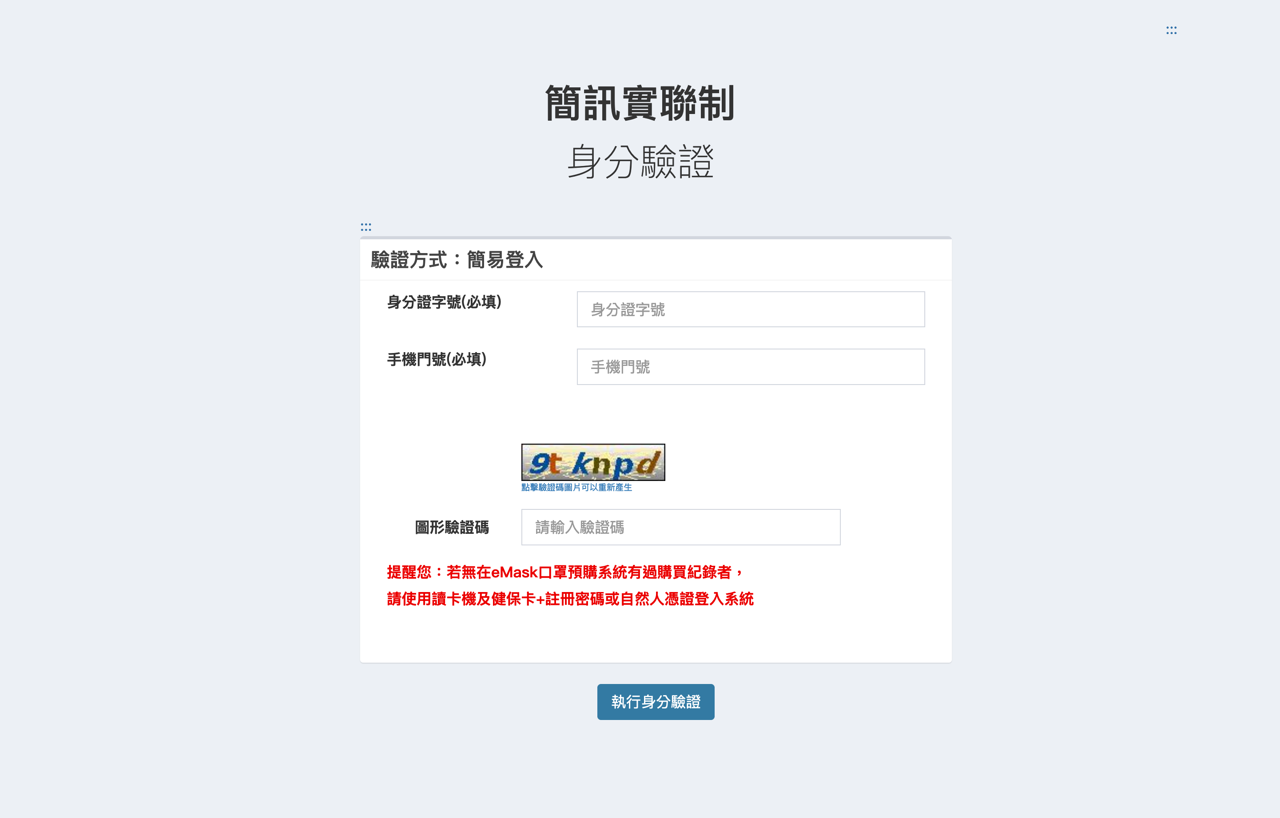 :::
簡訊實聯制
身分驗證
:::
驗證方式：簡易登入
身分證字號(必填)
身分證字號
手機門號(必填)
手機門號
9t knpd
點擊驗證碼圖片可以重新產生
圖形驗證碼
請輸入驗證碼
提醒您：若無在eMask口罩預購系統有過購買紀錄者，
請使用讀卡機及健保卡+註冊密碼或自然人憑證登入系統
執行身分驗證